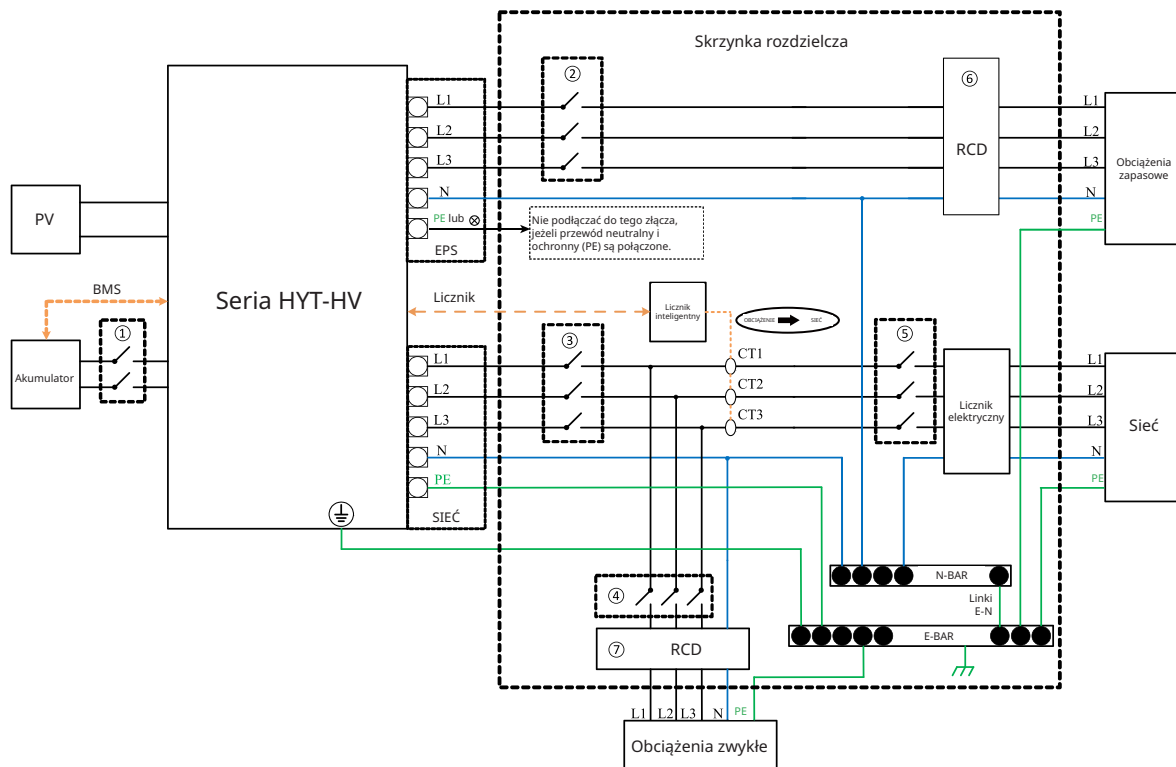 Skrzynka rozdzielcza
②
⑥
L1
L2
L3
N
PE lub ⊗
EPS
RCD
L1
L2
L3
N
PE
Obciążenia
zapasowe
Nie podłączać do tego złącza,
jeżeli przewód neutralny i
ochronny (PE) są połączone.
PV
BMS
①
Akumulator
Seria HYT-HV
Licznik
Licznik
inteligentny
OBCIĄŻENIE
SIEĆ
③
⑤
CT1
CT2
CT3
L1
L2
L3
N
PE
SIEĆ
Licznik
elektryczny
L1
L2
L3
N
PE
Sieć
N-BAR
Linki
E-N
E-BAR
④
⑦
RCD
L1
L2
L3
N
PE
Obciążenia zwykłe